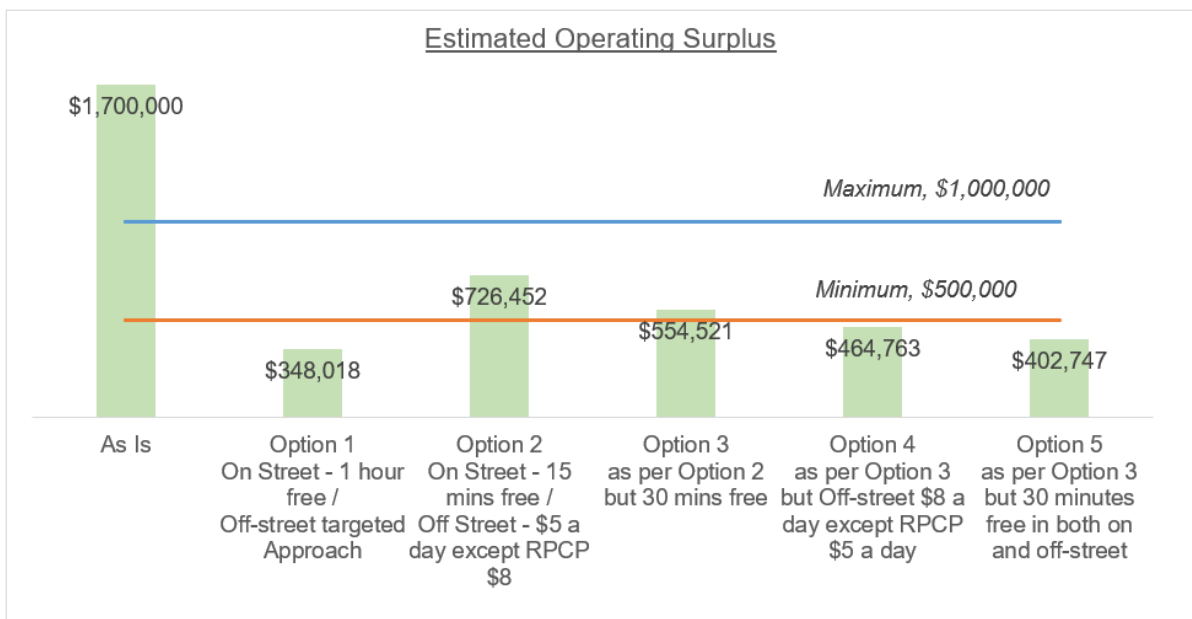 Estimated Operating Surplus
$1,700,000
Maximum, $1,000,000
$726,452
Minimum, $500,000
$554,521
$464,763
$348,018
$402,747
As Is
Option 1
On Street - 1 hour
free /
Off-street targeted
Approach
Option 2
On Street - 15
mins free /
Off Street - $5 a
day except RPCP
$8
Option 3
as per Option 2
but 30 mins free
Option 4
as per Option 3
but Off-street $8 a
day except RPCP
$5 a day
Option 5
as per Option 3
but 30 minutes
free in both on
and off-street